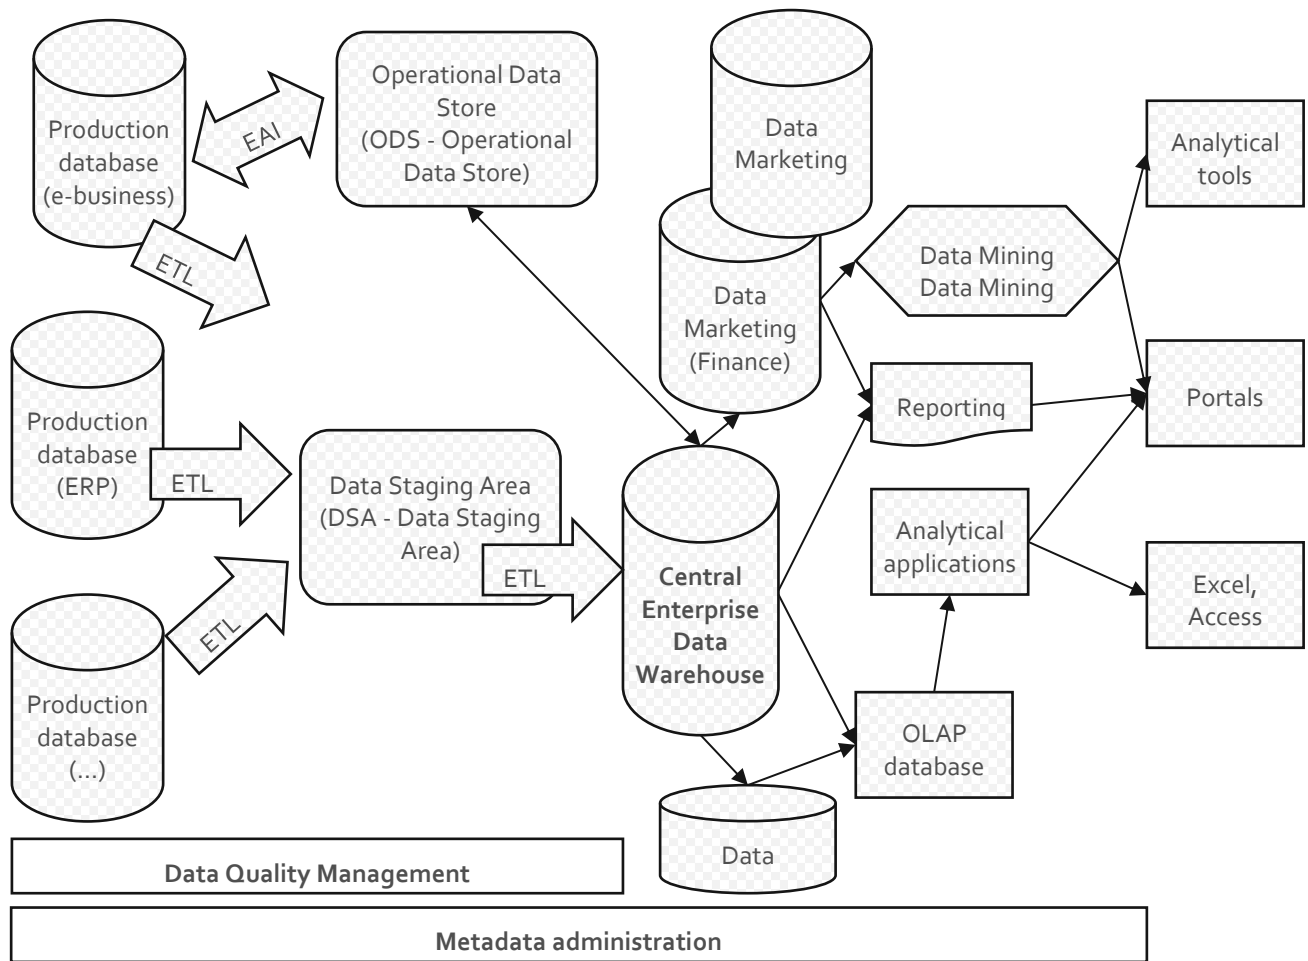 Production
database
(e-business)
EAI
Operational Data
Store
(ODS - Operational
Data Store)
ETL
Data
Marketing
Data
Marketing
(Finance)
Data Mining
Data Mining
Analytical
tools
Production
database
(ERP)
ETL
Data Staging Area
(DSA - Data Staging
Area)
ETL
Central
Enterprise
Data
Warehouse
Reporting
Portals
Analytical
applications
Excel,
Access
Production
database
(...)
ETL
OLAP
database
Data
Data Quality Management
Metadata administration